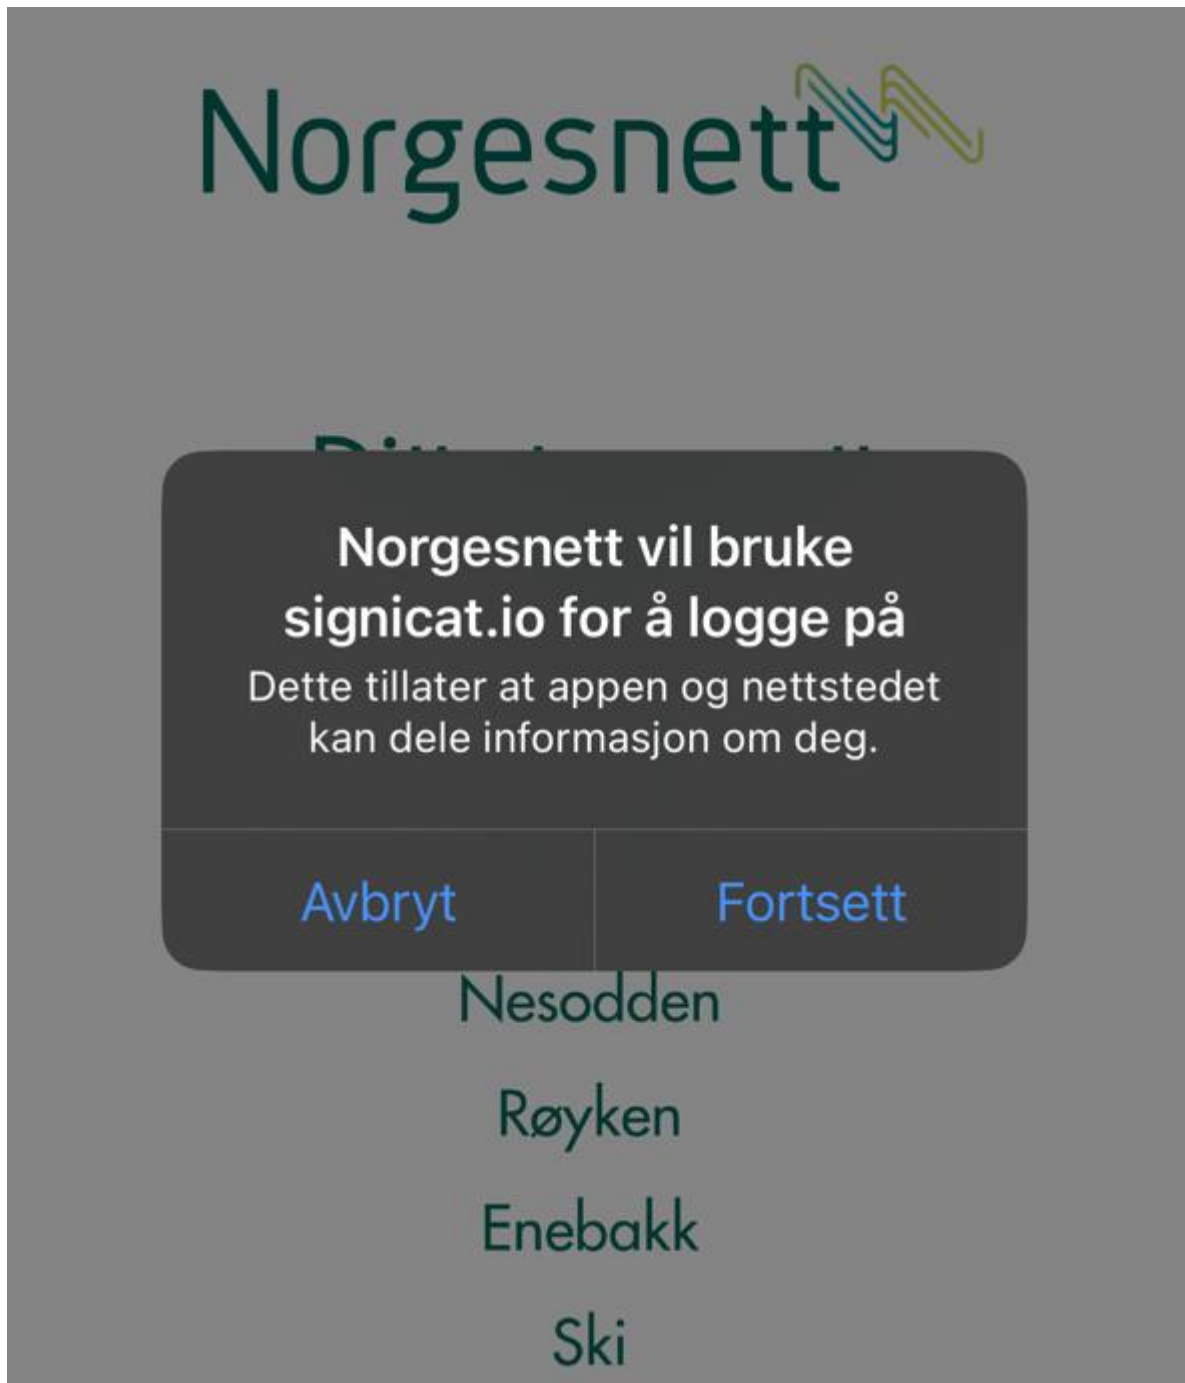 Norgesnett
Norgesnett vil bruke
signicat.io for å logge på
Dette tillater at appen og nettstedet
kan dele informasjon om deg.
Avbryt
Fortsett
Nesodden
Røyken
Enebakk
Ski